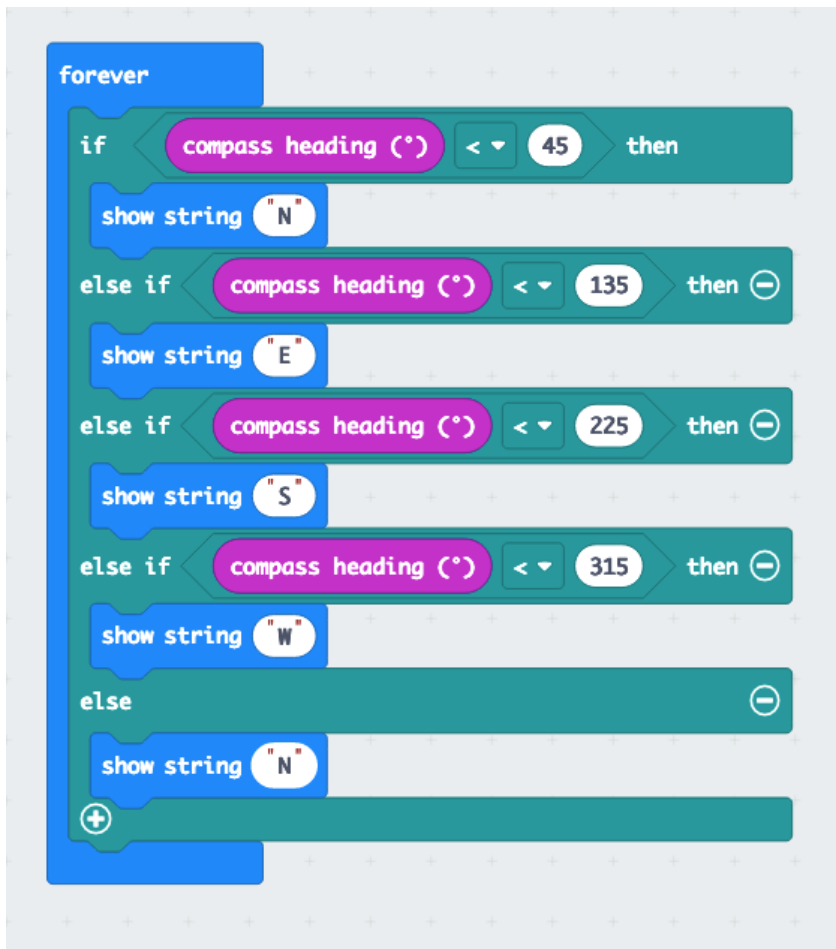 forever
if compass heading (°) < 45 then
show string "N"
else if compass heading (°) < 135 then
show string "E"
else if compass heading (°) < 225 then
show string "S"
else if compass heading (°) < 315 then
show string "W"
else
show string "N"